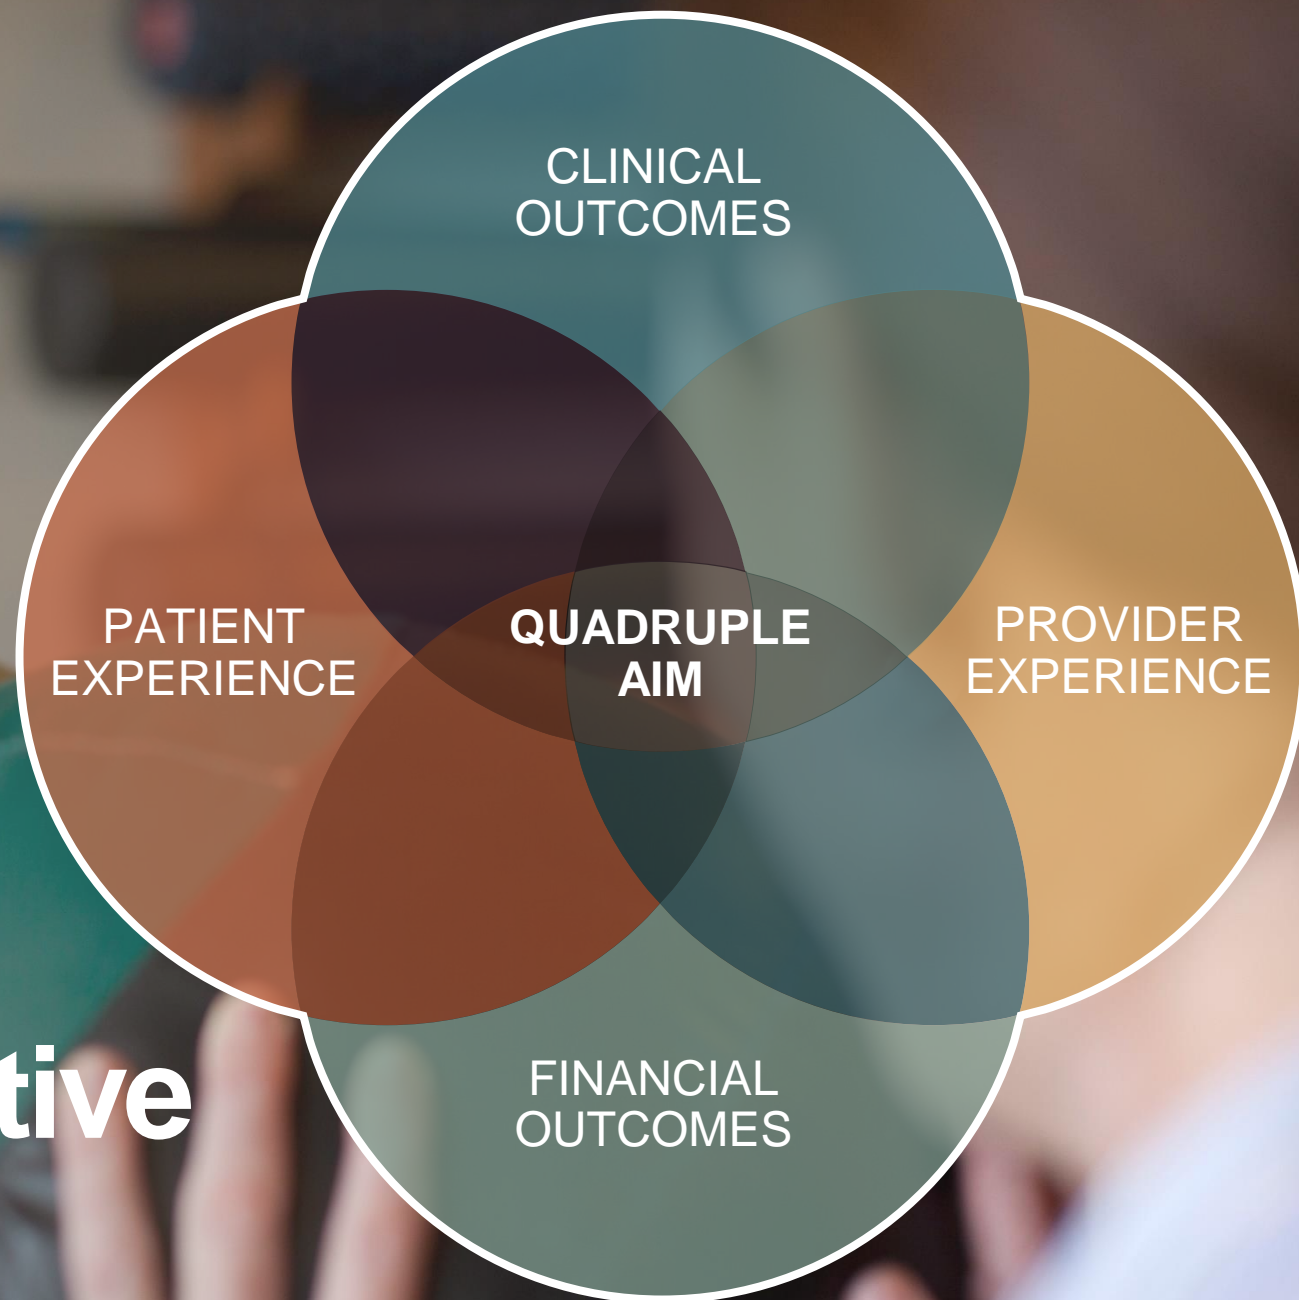 CLINICAL
OUTCOMES
PATIENT
EXPERIENCE
QUADRUPLE
AIM
PROVIDER
EXPERIENCE
tive
FINANCIAL
OUTCOMES